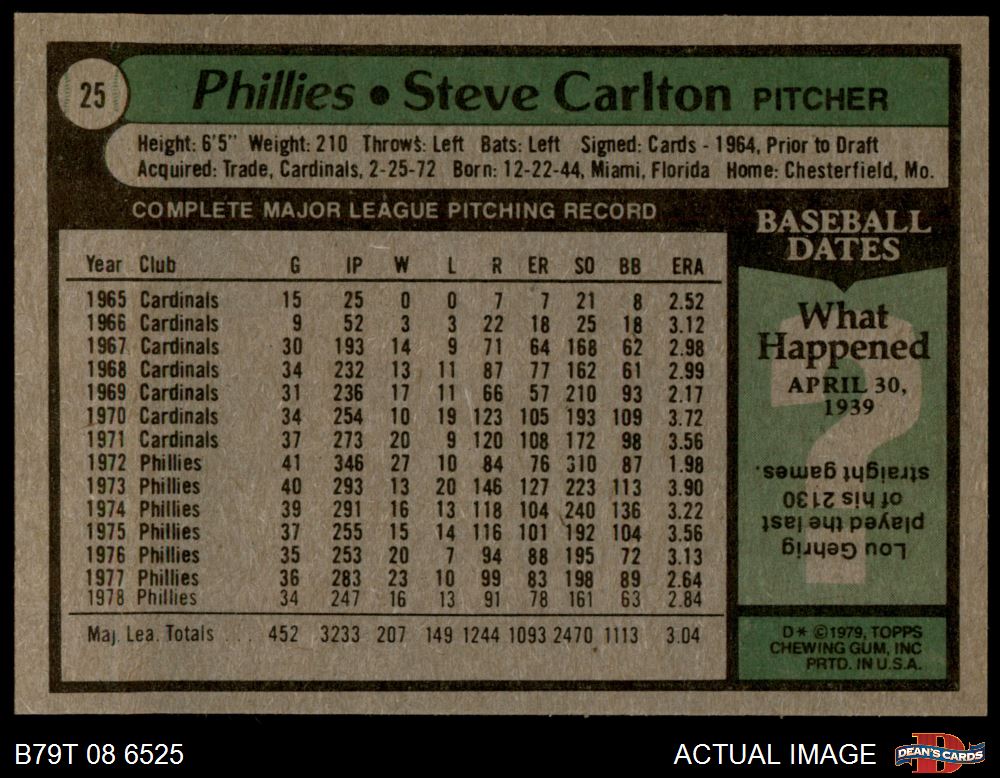 25
Phillies • Steve Carlton PITCHER
Height: 6'5" Weight: 210 Throws: Left Bats: Left Signed: Cards - 1964, Prior to Draft
Acquired: Trade, Cardinals, 2-25-72 Born: 12-22-44, Miami, Florida Home: Chesterfield, Mo.
COMPLETE MAJOR LEAGUE PITCHING RECORD
Year Club G IP W L R ER SO BB ERA
1965 Cardinals 15 25 0 0 7 7 21 8 2.52
1966 Cardinals 9 52 3 3 22 18 25 18 3.12
1967 Cardinals 30 193 14 9 71 64 168 62 2.98
1968 Cardinals 34 232 13 11 87 77 162 61 2.99
1969 Cardinals 31 236 17 11 66 57 210 93 2.17
1970 Cardinals 34 254 10 19 123 105 193 109 3.72
1971 Cardinals 37 273 20 9 120 108 172 98 3.56
1972 Phillies 41 346 27 10 84 76 310 87 1.98
1973 Phillies 40 293 13 20 146 127 223 113 3.90
1974 Phillies 39 291 16 13 118 104 240 136 3.22
1975 Phillies 37 255 15 14 116 101 192 104 3.56
1976 Phillies 35 253 20 7 94 88 195 72 3.13
1977 Phillies 36 283 23 10 99 83 198 89 2.64
1978 Phillies 34 247 16 13 91 78 161 63 2.84
Maj. Lea. Totals ... 452 3233 207 149 1244 1093 2470 1113 3.04
BASEBALL
DATES
What
Happened
APRIL 30,
1939
?
Lou Gehrig
played the last
of his 2130
straight games.
D* ©1979, TOPPS
CHEWING GUM, INC
PRTD. IN U.S.A.
B79T 08 6525
ACTUAL IMAGE
D
DEAN'S CARDS